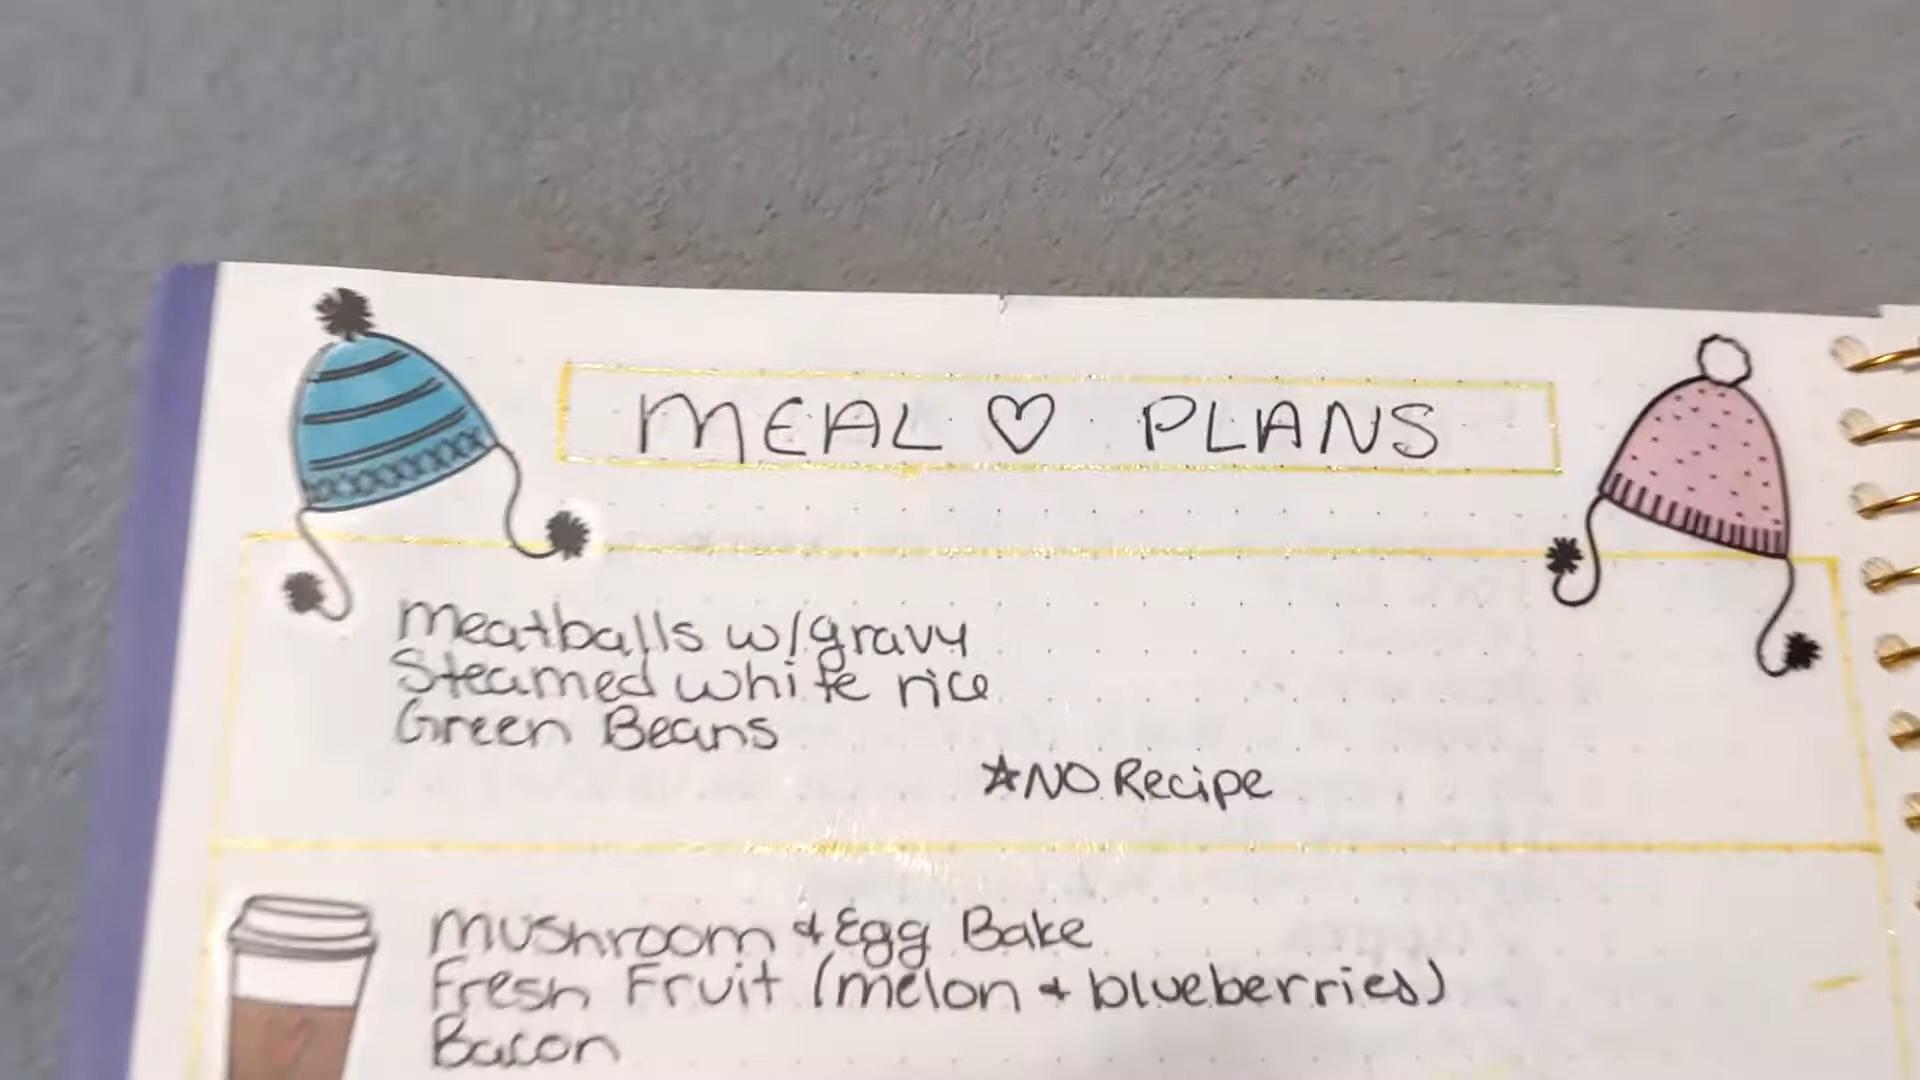 MEAL ♡ PLANS
Meatballs w/gravy
Steamed white rice
Green Beans
☆NO Recipe
Mushroom & Egg Bake
Fresh Fruit (melon & blueberries)
Bacon